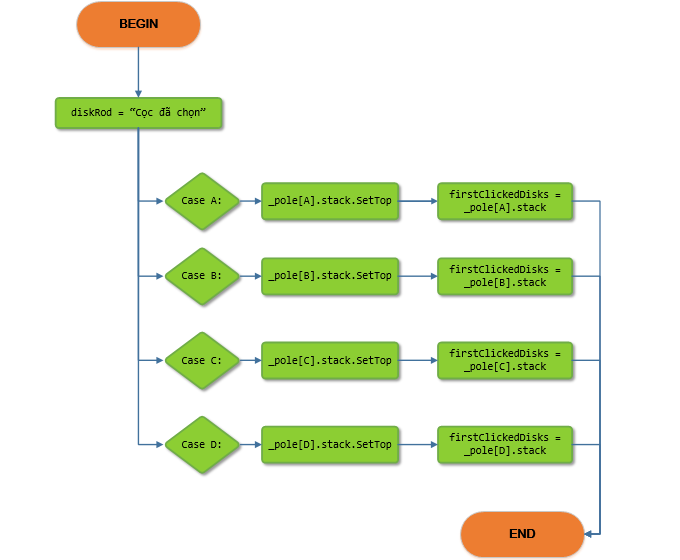 BEGIN
diskRod = “Cọc đã chọn”
Case A:
_pole[A].stack.SetTop
firstClickedDisks =
_pole[A].stack
Case B:
_pole[B].stack.SetTop
firstClickedDisks =
_pole[B].stack
Case C:
_pole[C].stack.SetTop
firstClickedDisks =
_pole[C].stack
Case D:
_pole[D].stack.SetTop
firstClickedDisks =
_pole[D].stack
END